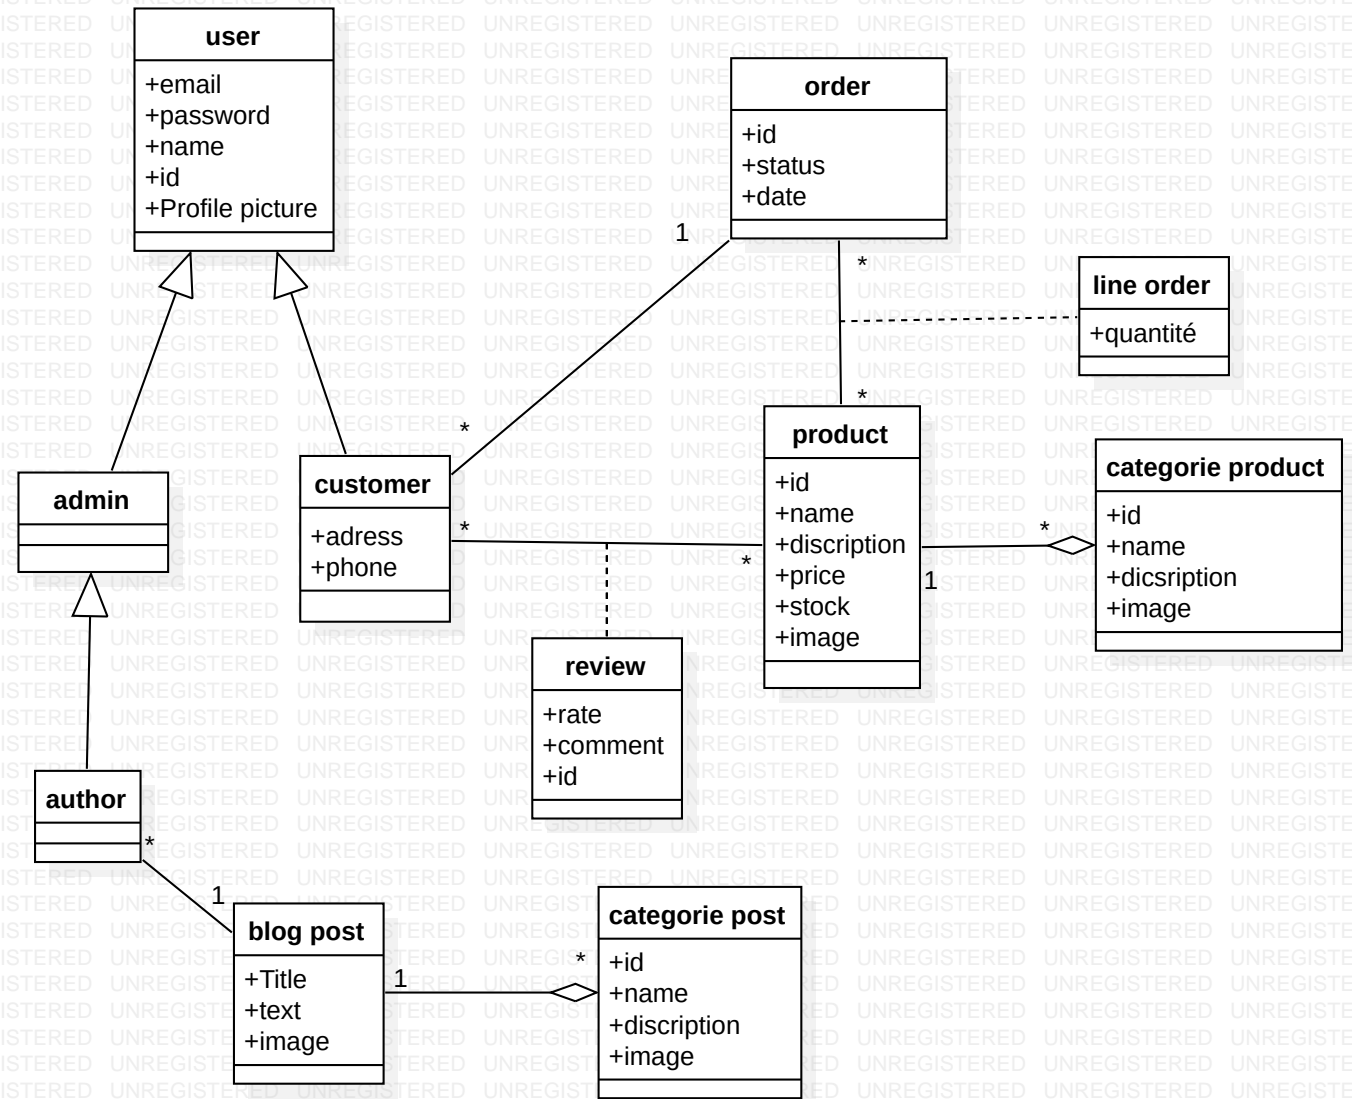 user
+email
+password
+name
+id
+Profile picture
order
+id
+status
+date
1
*
line order
+quantité
*
*
product
+id
+name
+discription
+price
+stock
+image
categorie product
+id
+name
+dicsription
+image
*
1
admin
customer
+adress
+phone
*
*
review
+rate
+comment
+id
author
*
1
blog post
+Title
+text
+image
1
*
categorie post
+id
+name
+discription
+image
UNREGISTERED